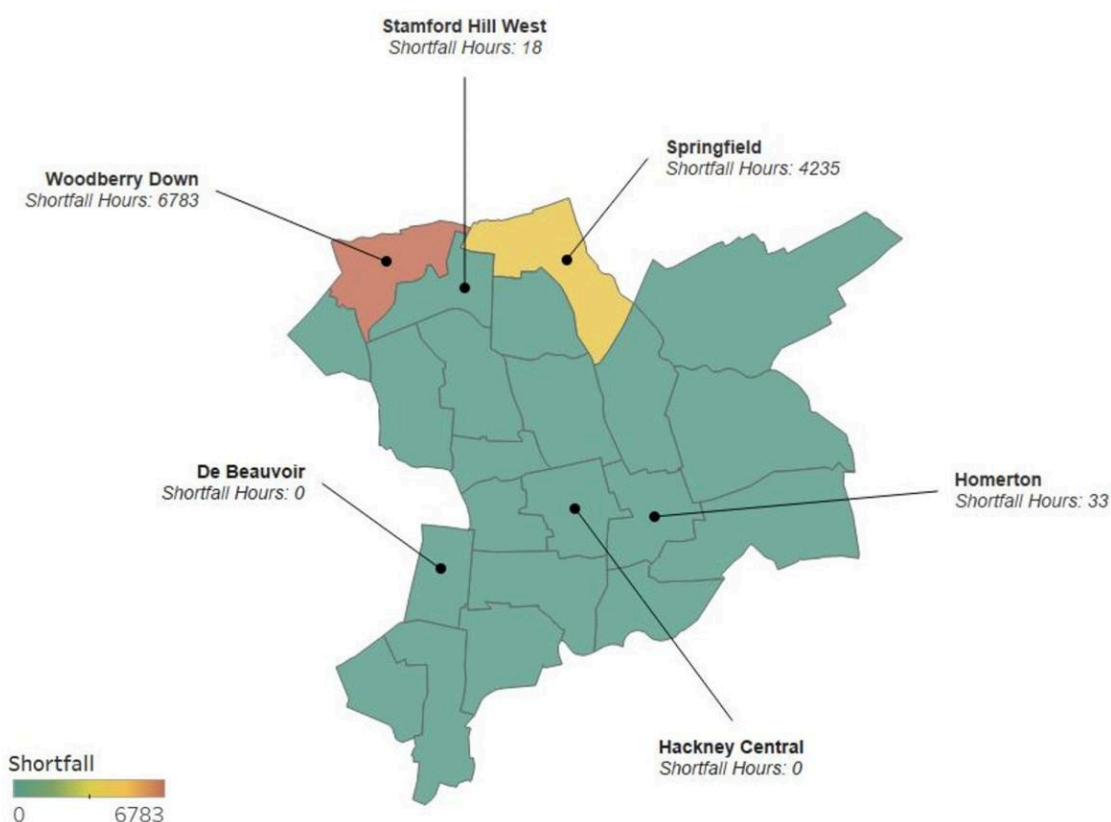 Stamford Hill West
Shortfall Hours: 18
Springfield
Shortfall Hours: 4235
Woodberry Down
Shortfall Hours: 6783
De Beauvoir
Shortfall Hours: 0
Homerton
Shortfall Hours: 33
Hackney Central
Shortfall Hours: 0
Shortfall
0 6783